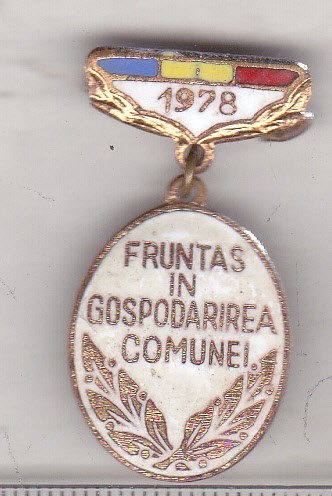 1978
FRUNTAS
IN
GOSPODARIREA
COMUNEI